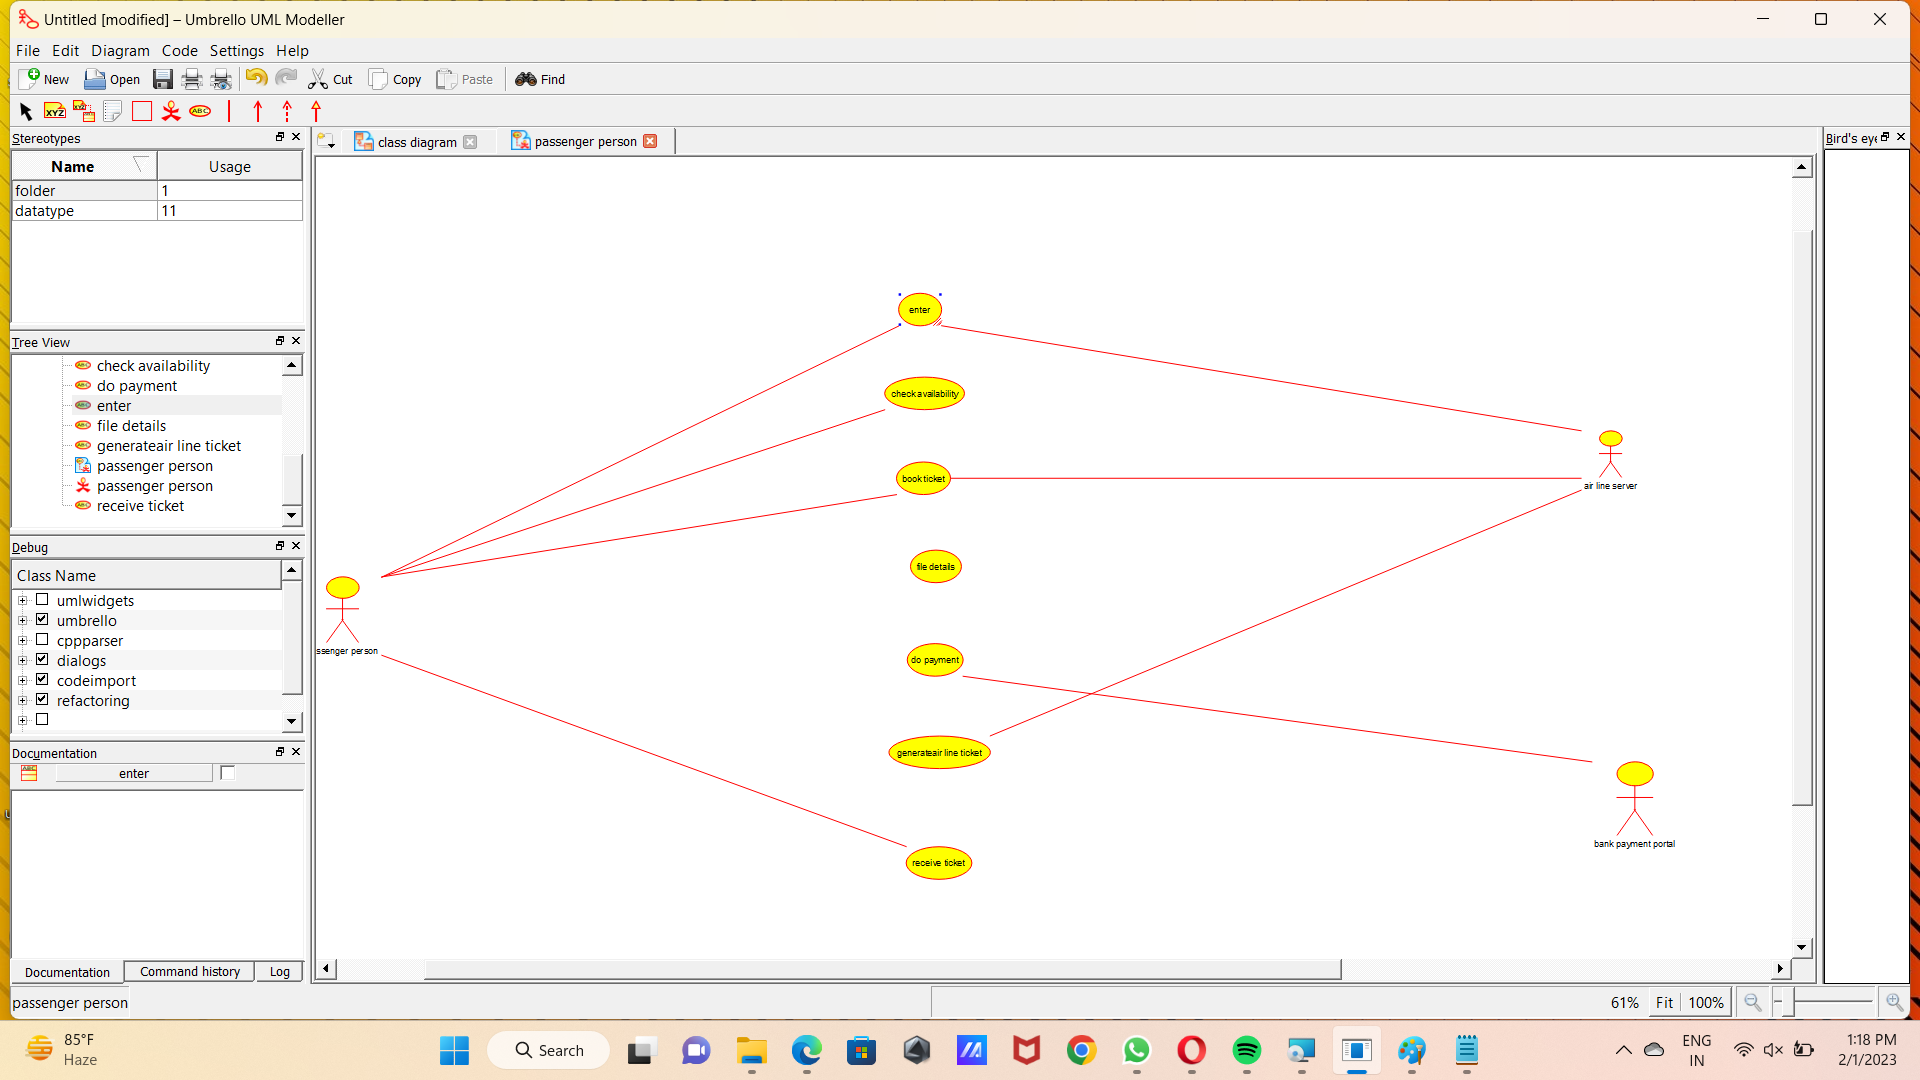 Untitled [modified] – Umbrello UML Modeller
File Edit Diagram Code Settings Help
New Open Cut Copy Paste Find
XYZ XYZ ABC
Stereotypes
Name Usage
folder 1
datatype 11
Tree View
check availability
do payment
enter
file details
generateair line ticket
passenger person
passenger person
receive ticket
Debug
Class Name
umlwidgets
umbrello
cppparser
dialogs
codeimport
refactoring
Documentation
enter
Documentation Command history Log
class diagram passenger person
Bird's eye
enter
check availability
book ticket
file details
do payment
generateair line ticket
receive ticket
ssenger person
air line server
bank payment portal
passenger person
61% Fit 100%
85°F
Haze
Search
ENG
IN
1:18 PM
2/1/2023